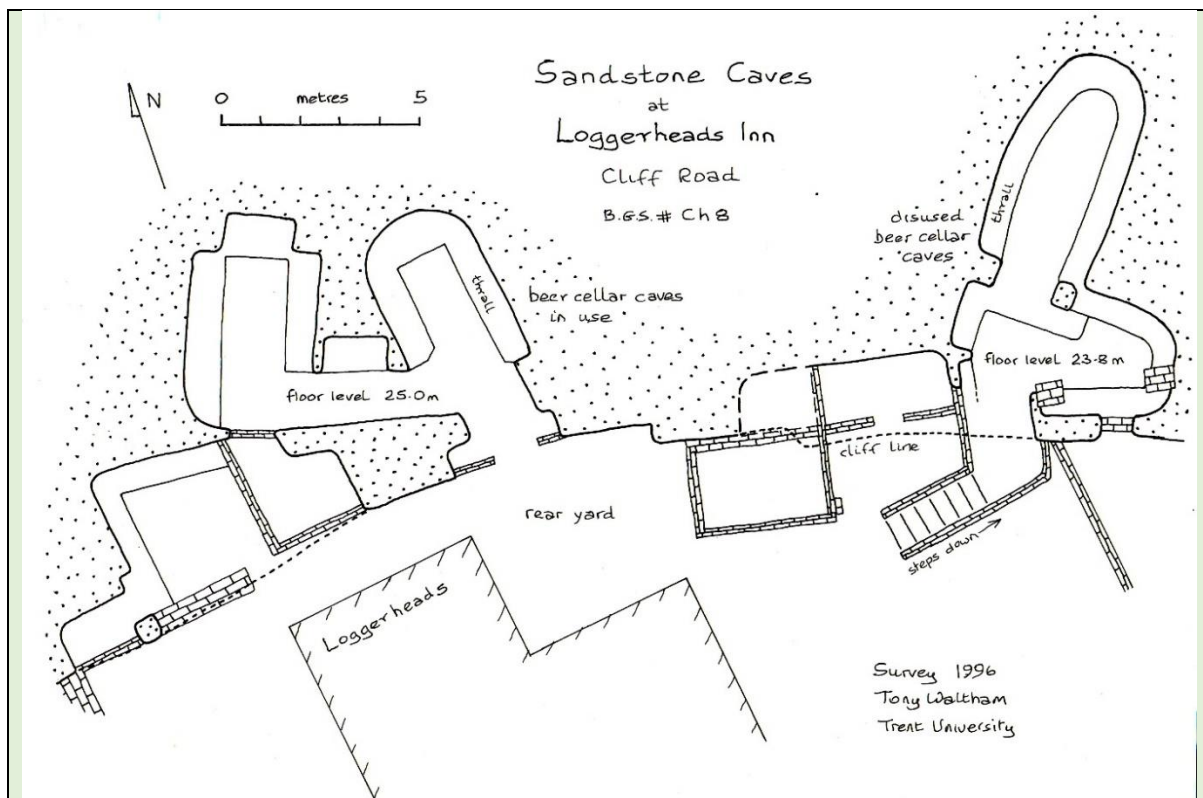 Sandstone Caves
at
Loggerheads Inn
Cliff Road
B.G.S. # Ch 8
N
0 metres 5
disused
beer cellar
caves
thrall
thrall
beer cellar caves
in use
floor level 25.0m
floor level 23.8 m
cliff line
rear yard
steps down →
Loggerheads
Survey 1996
Tony Waltham
Trent University